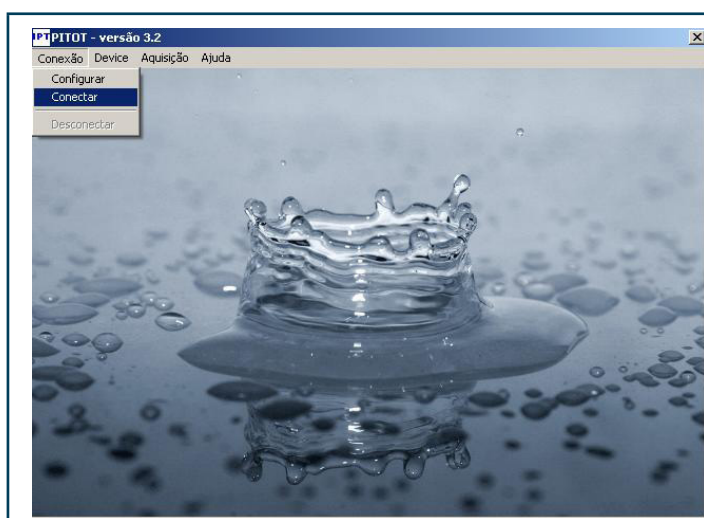 IPT PITOT - versão 3.2
Conexão Device Aquisição Ajuda
Configurar
Conectar
Desconectar